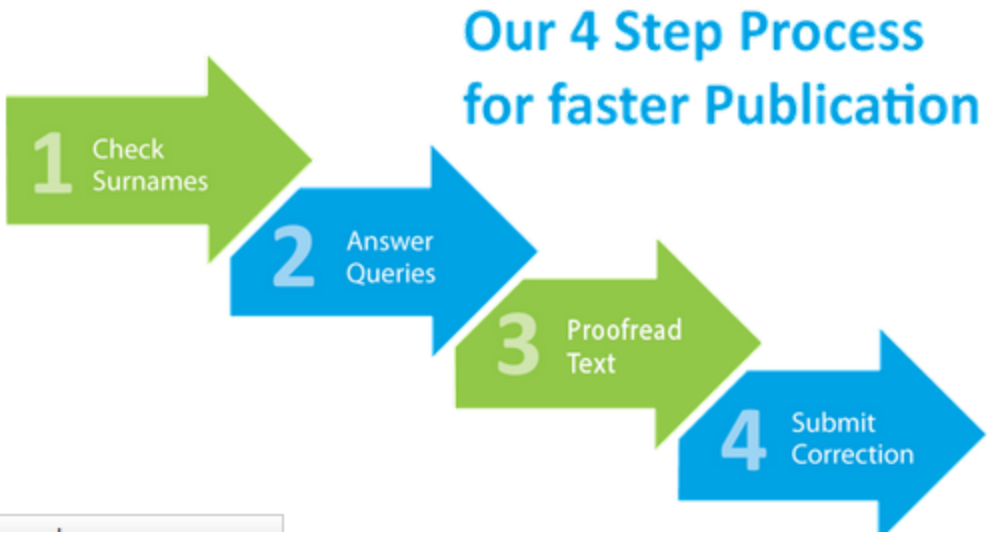 Our 4 Step Process
for faster Publication
1
Check
Surnames
2
Answer
Queries
3
Proofread
Text
4
Submit
Correction